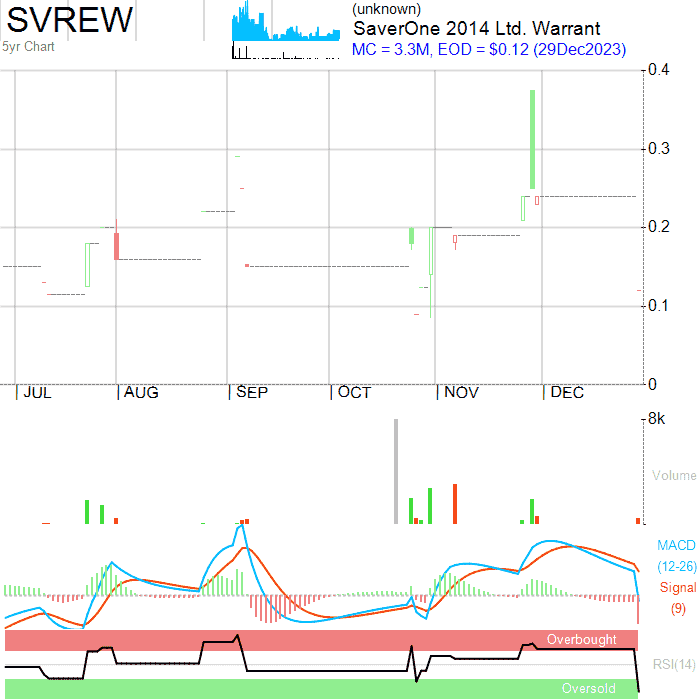 SVREW
5yr Chart
(unknown)
SaverOne 2014 Ltd. Warrant
MC = 3.3M, EOD = $0.12 (29Dec2023)
0.4
0.3
0.2
0.1
0
JUL AUG SEP OCT NOV DEC
8k
Volume
MACD
(12-26)
Signal
(9)
Overbought
RSI(14)
Oversold